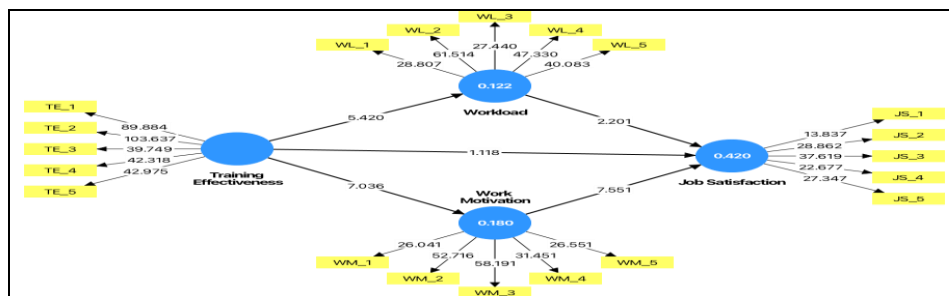 WL_3
WL_2
WL_4
WL_1
WL_5
27.440
61.514
47.330
28.807
40.083
0.122
Workload
TE_1
TE_2
TE_3
TE_4
TE_5
89.884
103.637
39.749
42.318
42.975
Training
Effectiveness
5.420
2.201
1.118
7.036
7.551
0.420
Job Satisfaction
13.837
28.862
37.619
22.677
27.347
JS_1
JS_2
JS_3
JS_4
JS_5
Work
Motivation
0.180
26.041
52.716
58.191
31.451
26.551
WM_1
WM_2
WM_3
WM_4
WM_5